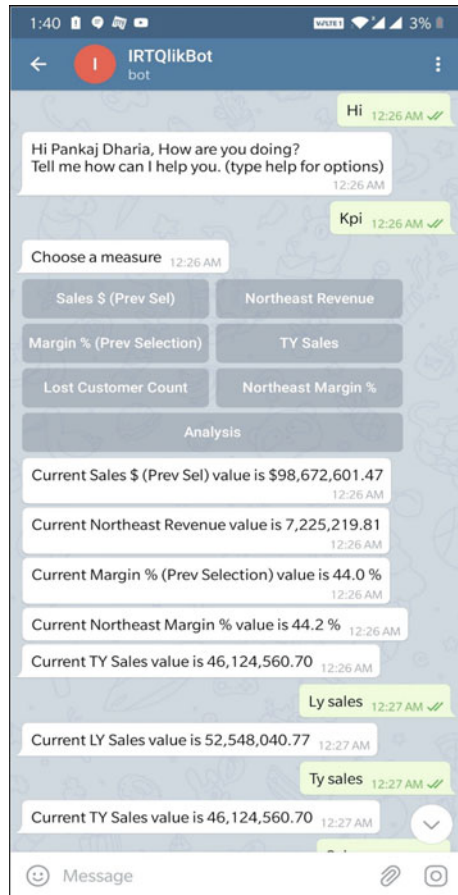 1:40
VoLTE1
3%
I
IRTQlikBot
bot
Hi 12:26 AM
Hi Pankaj Dharia, How are you doing?
Tell me how can I help you. (type help for options)
12:26 AM
Kpi 12:26 AM
Choose a measure 12:26 AM
Sales $ (Prev Sel) Northeast Revenue
Margin % (Prev Selection) TY Sales
Lost Customer Count Northeast Margin %
Analysis
Current Sales $ (Prev Sel) value is $98,672,601.47
12:26 AM
Current Northeast Revenue value is 7,225,219.81
12:26 AM
Current Margin % (Prev Selection) value is 44.0 %
12:26 AM
Current Northeast Margin % value is 44.2 % 12:26 AM
Current TY Sales value is 46,124,560.70 12:26 AM
Ly sales 12:27 AM
Current LY Sales value is 52,548,040.77 12:27 AM
Ty sales 12:27 AM
Current TY Sales value is 46,124,560.70 12:27 AM
Message